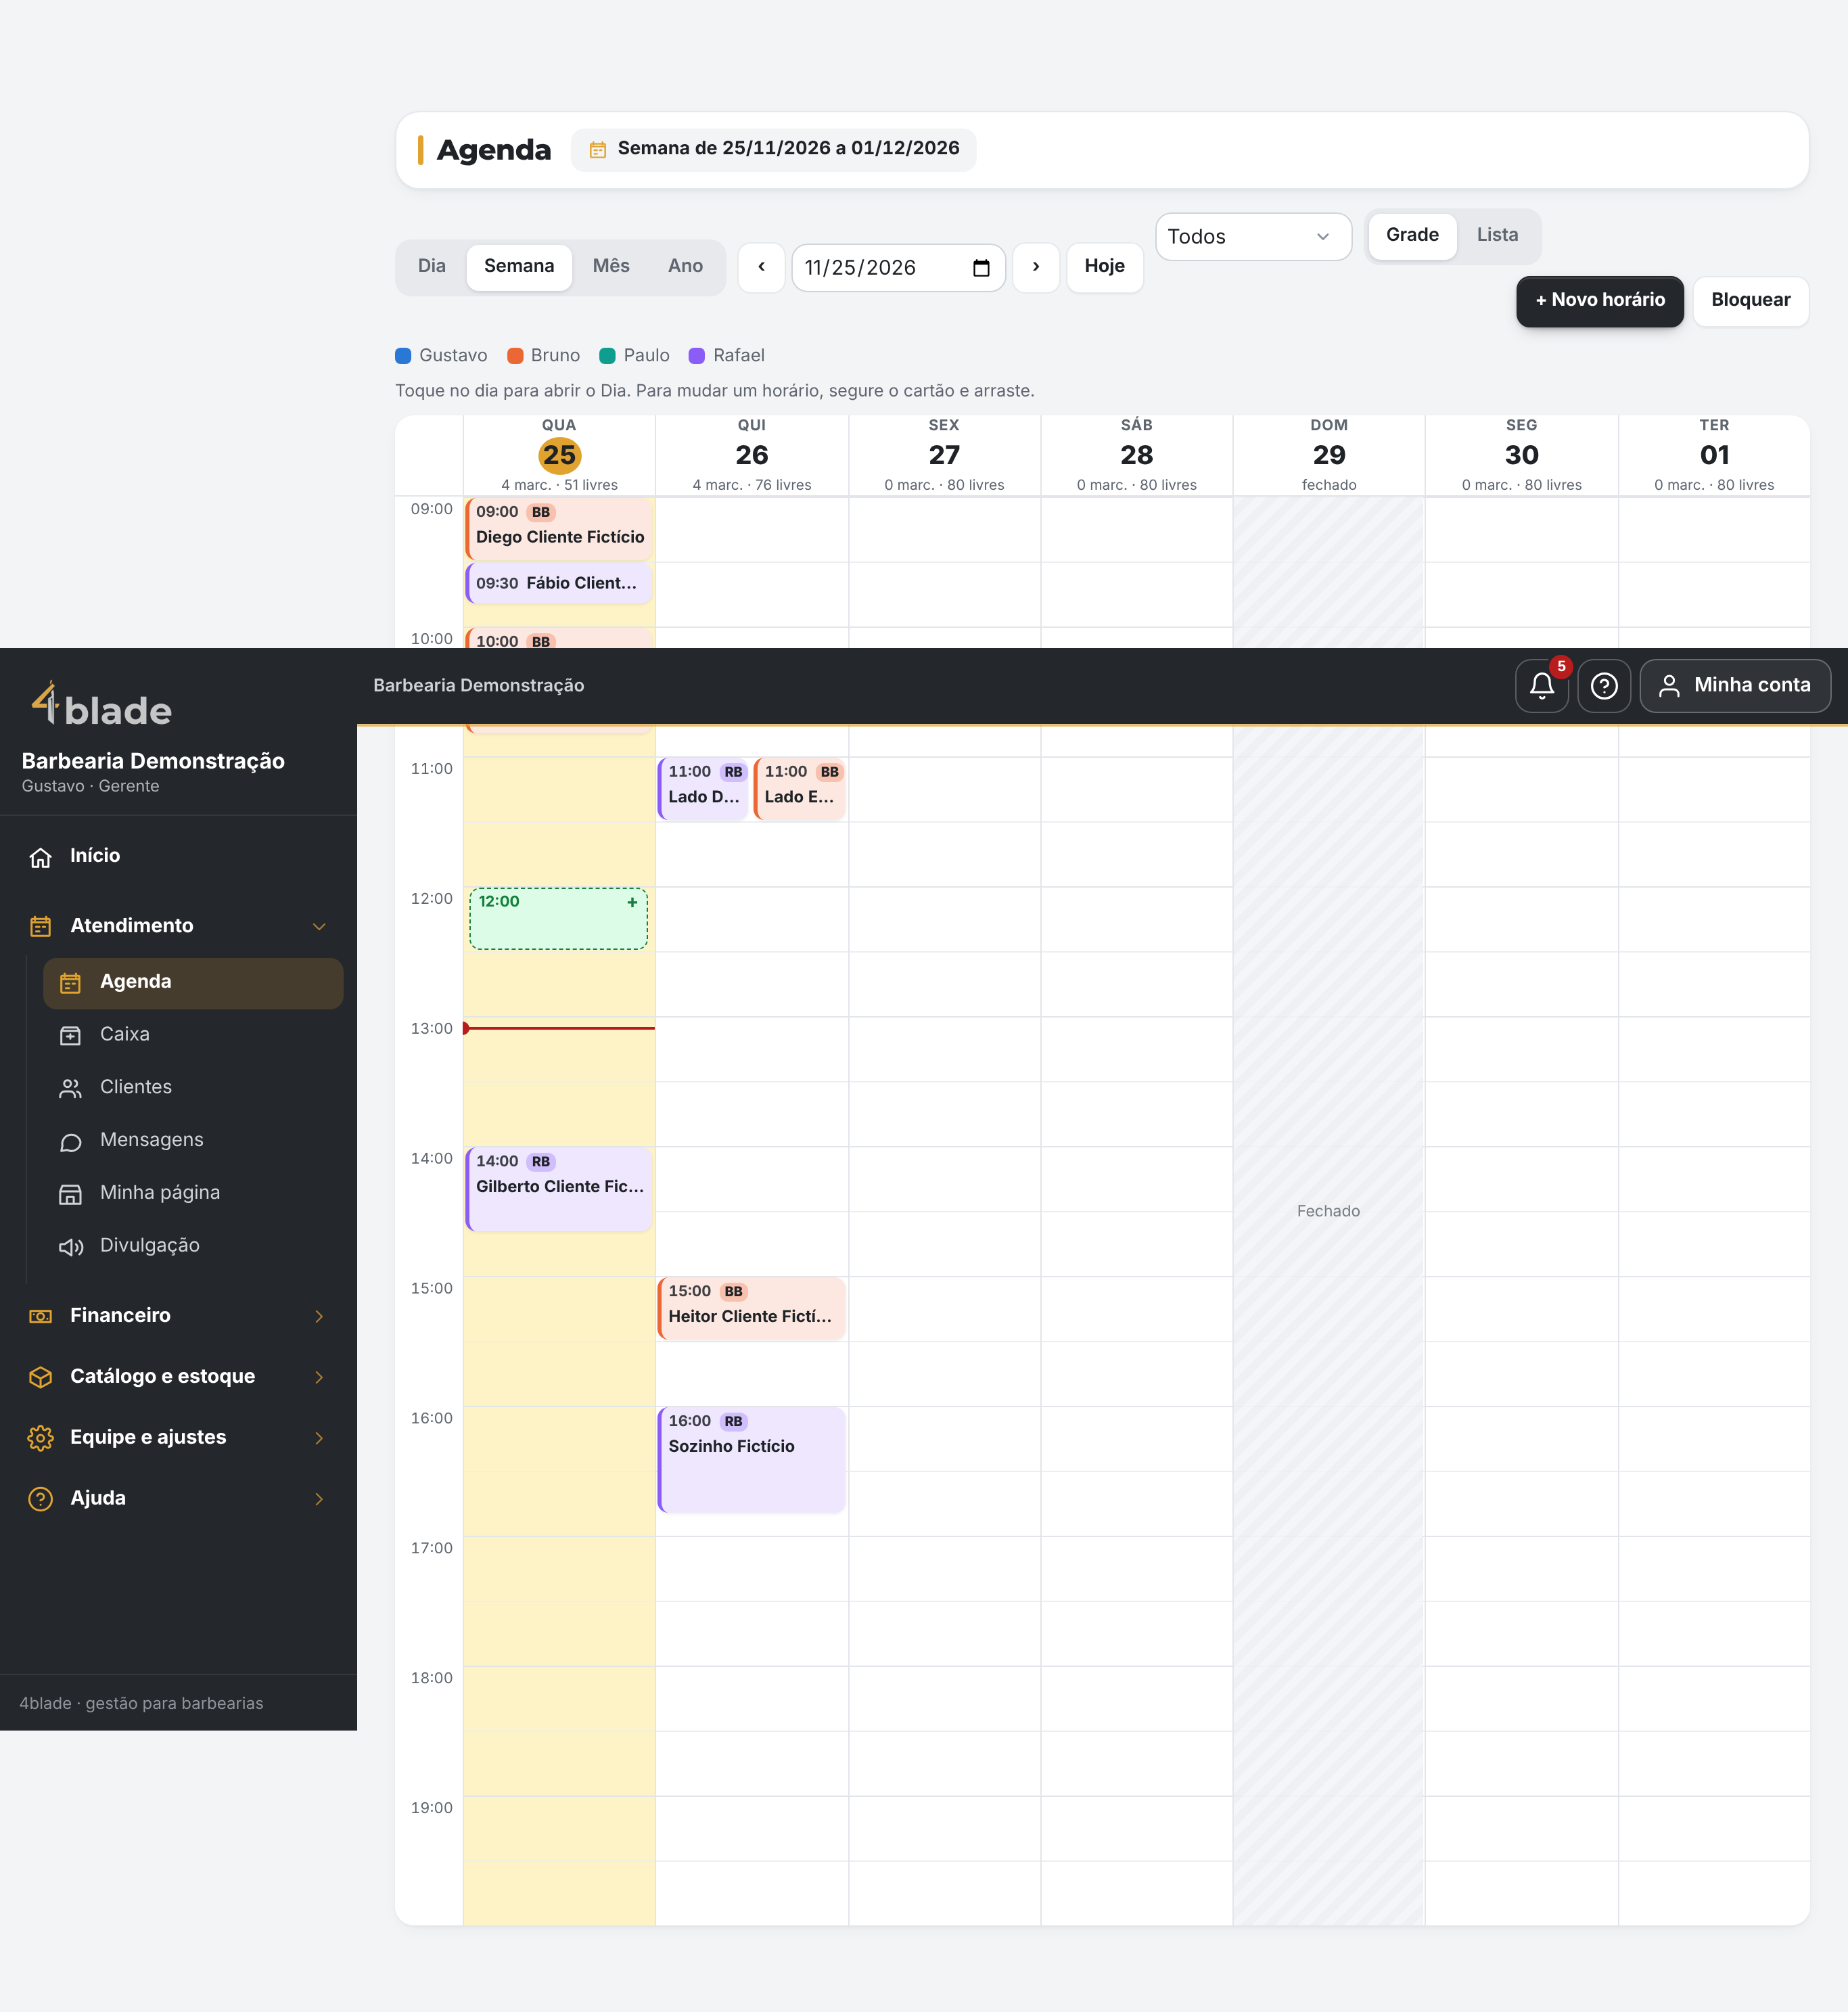 Agenda
Semana de 25/11/2026 a 01/12/2026
Dia Semana Mês Ano ‹ 11/25/2026 › Hoje
Todos Grade Lista
+ Novo horário Bloquear
Gustavo Bruno Paulo Rafael
Toque no dia para abrir o Dia. Para mudar um horário, segure o cartão e arraste.
QUA QUI SEX SÁB DOM SEG TER
25 26 27 28 29 30 01
4 marc. · 51 livres 4 marc. · 76 livres 0 marc. · 80 livres 0 marc. · 80 livres fechado 0 marc. · 80 livres 0 marc. · 80 livres
09:00 09:00 BB
Diego Cliente Fictício
09:30 Fábio Client...
10:00 10:00 BB
4blade
Barbearia Demonstração
Gustavo · Gerente
Início
Atendimento
Agenda
Caixa
Clientes
Mensagens
Minha página
Divulgação
Financeiro
Catálogo e estoque
Equipe e ajustes
Ajuda
4blade · gestão para barbearias
Barbearia Demonstração
5
Minha conta
11:00 11:00 RB 11:00 BB
Lado D... Lado E...
12:00 12:00 +
13:00
14:00 14:00 RB
Gilberto Cliente Fic...
Fechado
15:00 15:00 BB
Heitor Cliente Fictí...
16:00 16:00 RB
Sozinho Fictício
17:00
18:00
19:00